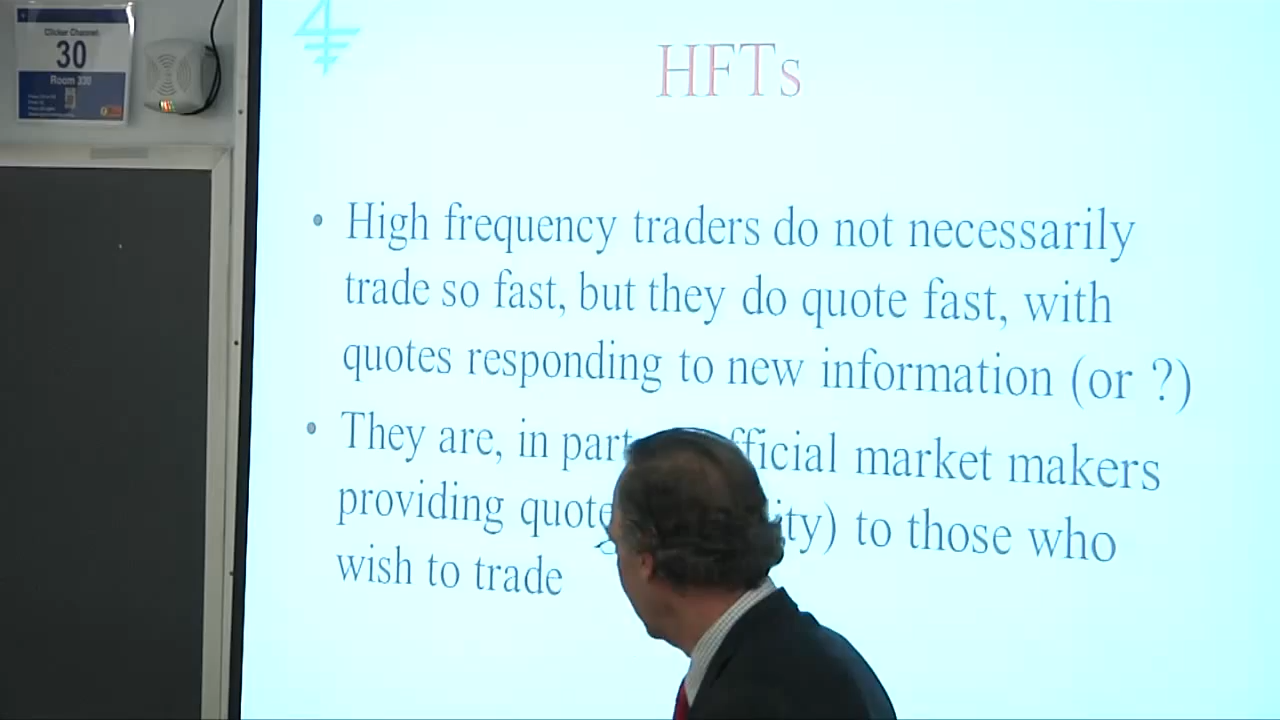 Clicker Channel:
30
Room 330
HFTs
• High frequency traders do not necessarily
trade so fast, but they do quote fast, with
quotes responding to new information (or ?)
• They are, in part fficial market makers
providing quote ity) to those who
wish to trade